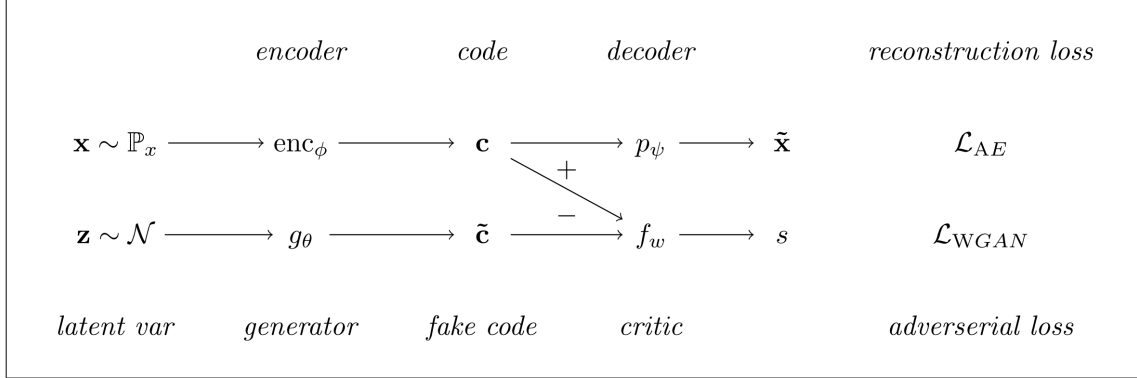 encoder code decoder reconstruction loss
x ∼ ℙₓ enc_ϕ c p_ψ x̃ ℒ_AE
+
−
z ∼ 𝒩 g_θ c̃ f_w s ℒ_WGAN
latent var generator fake code critic adverserial loss